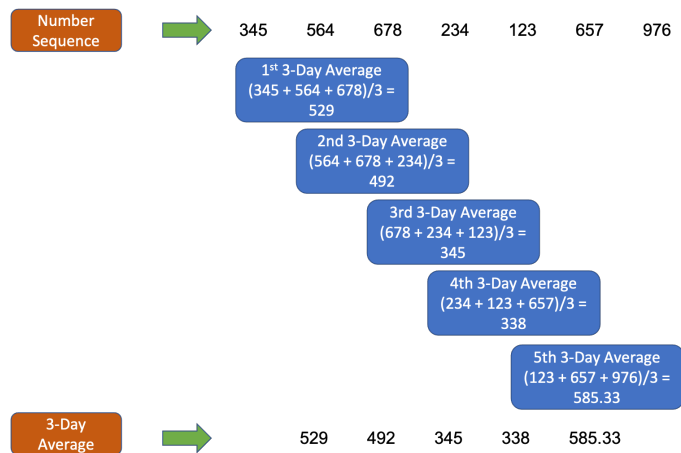 Number
Sequence
345 564 678 234 123 657 976
1st 3-Day Average
(345 + 564 + 678)/3 =
529
2nd 3-Day Average
(564 + 678 + 234)/3 =
492
3rd 3-Day Average
(678 + 234 + 123)/3 =
345
4th 3-Day Average
(234 + 123 + 657)/3 =
338
5th 3-Day Average
(123 + 657 + 976)/3 =
585.33
3-Day
Average
529 492 345 338 585.33